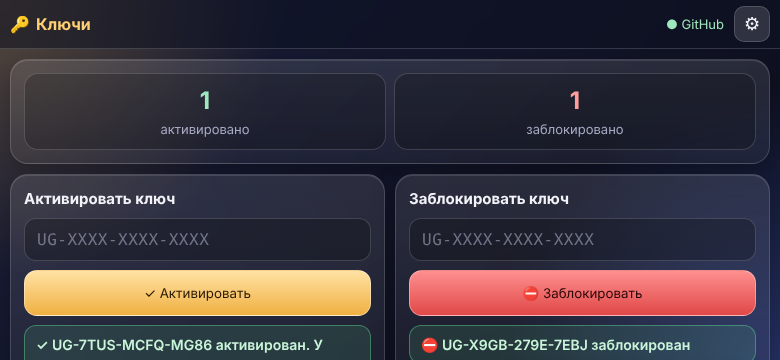 🔑 Ключи
GitHub ⚙
1
активировано
1
заблокировано
Активировать ключ
UG-XXXX-XXXX-XXXX
✓ Активировать
✓ UG-7TUS-MCFQ-MG86 активирован. У
Заблокировать ключ
UG-XXXX-XXXX-XXXX
⛔ Заблокировать
⛔ UG-X9GB-279E-7EBJ заблокирован